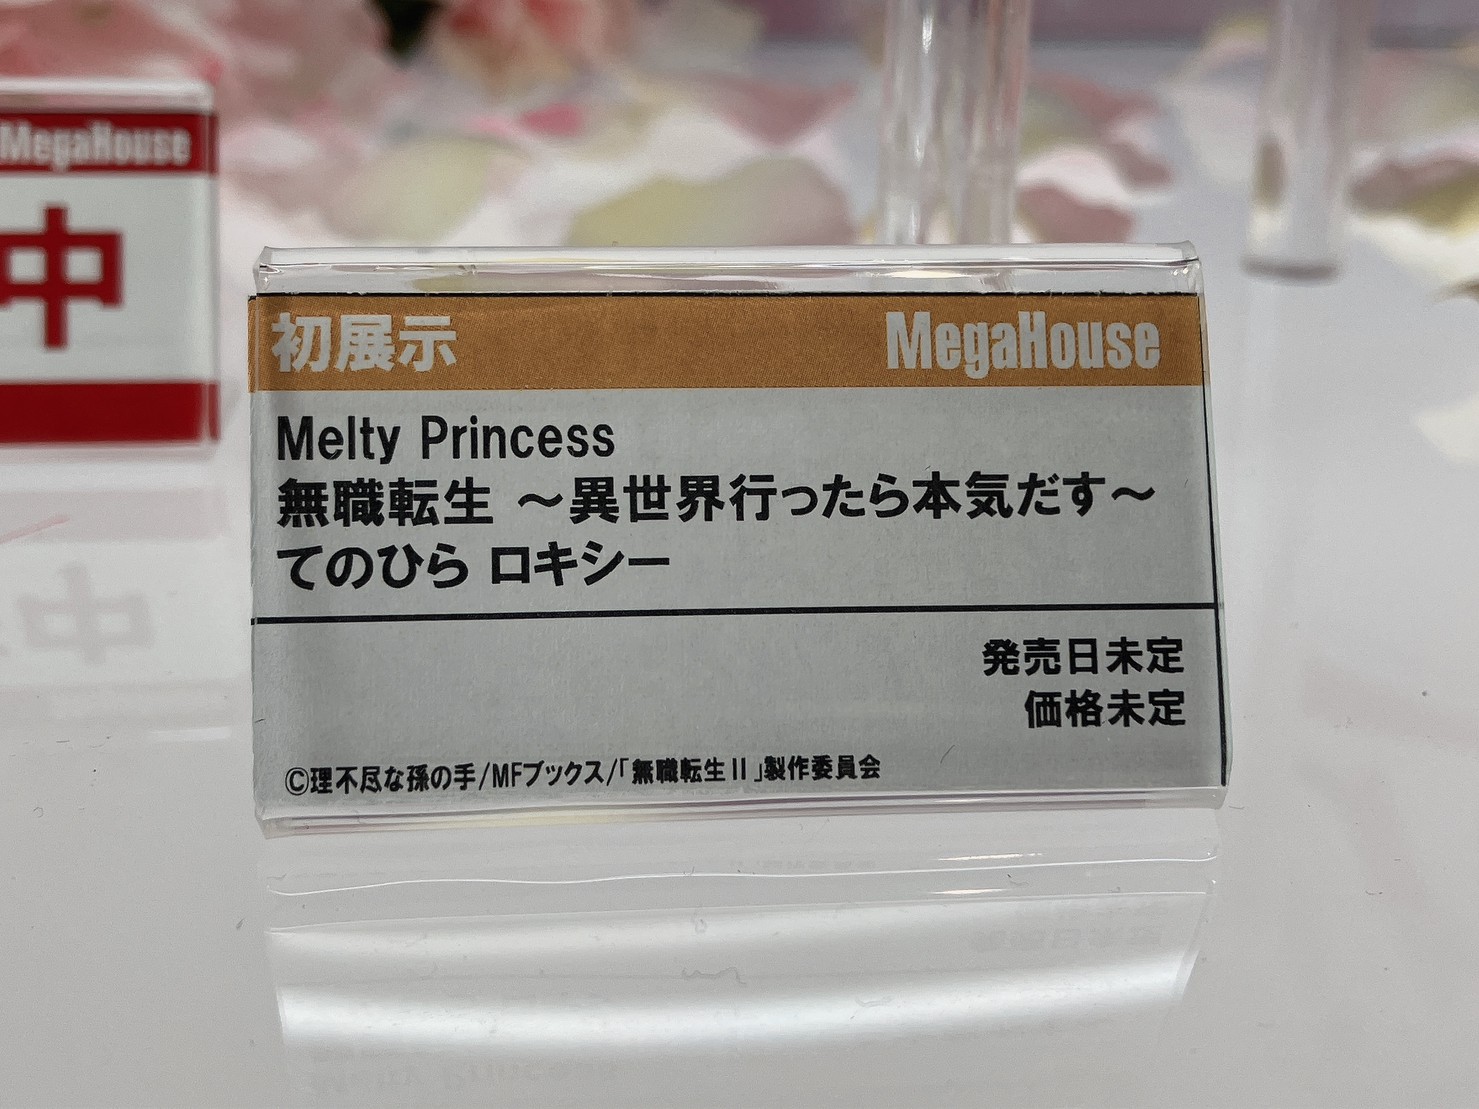 MegaHouse
中
初展示 MegaHouse
Melty Princess
無職転生 ～異世界行ったら本気だす～
てのひら ロキシー
発売日未定
価格未定
©理不尽な孫の手/MFブックス/「無職転生Ⅱ」製作委員会